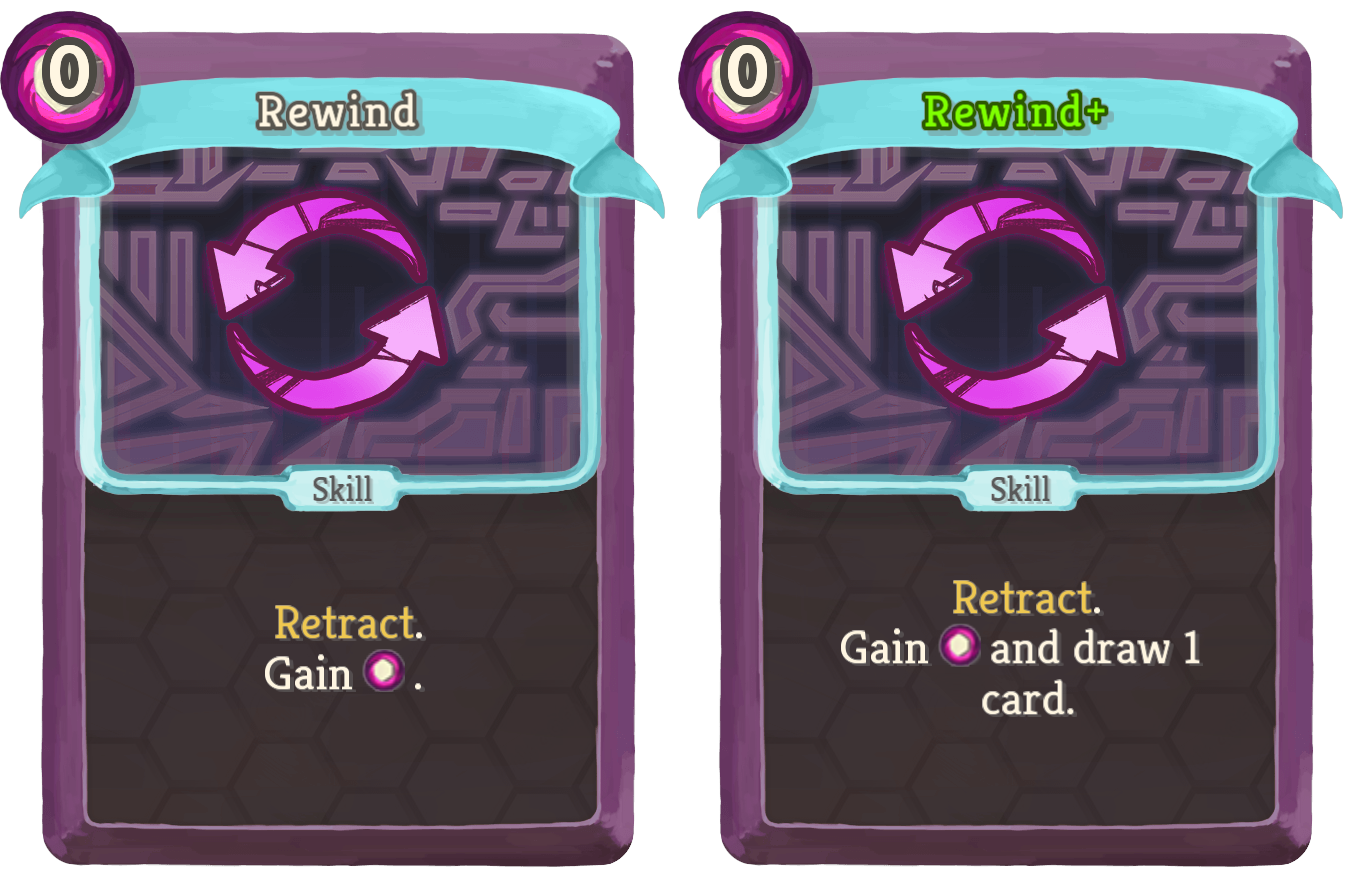 0
Rewind
Skill
Retract.
Gain .
0
Rewind+
Skill
Retract.
Gain and draw 1
card.